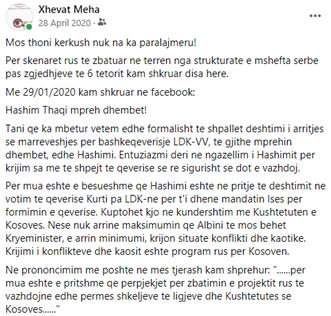 Xhevat Meha
28 April 2020
Mos thoni kerkush nuk na ka paralajmeru!
Per skenaret rus te zbatuar ne terren nga strukturate e mshefta serbe
pas zgjedhjeve te 6 tetorit kam shkruar disa here.
Me 29/01/2020 kam shkruar ne facebook:
Hashim Thaqi mpreh dhembet!
Tani qe ka mbetur vetem edhe formalisht te shpallet deshtimi i arritjes
se marreveshjes per bashkeqeverisje LDK-VV, te gjithe mprehin
dhembet, edhe Hashimi. Entuziazmi deri ne ngazellim i Hashimit per
krijim sa me te shpejt te qeverise se re sigurisht se dot e vazhdoj.
Per mua eshte e besueshme qe Hashimi eshte ne pritje te deshtimit ne
votim te qeverise Kurti pa LDK-ne per t'i dhene mandatin Ises per
formimin e qeverise. Kuptohet kjo ne kundershtim me Kushtetuten e
Kosoves. Nese nuk arrine maksimumin qe Albini te mos behet
Kryeminister, e arrin minimumi, krijon situate konflikti dhe kaotike.
Krijimi i konflikteve dhe kaosit eshte program rus per Kosoven.
Ne prononcimim me poshte ne mes tjerash kam shprehur: "......per
mua eshte e pritshme qe perpjekjet per zbatimin e projektit rus te
vazhdojne edhe permes shkeljeve te ligjeve dhe Kushtetutes se
Kosoves......"